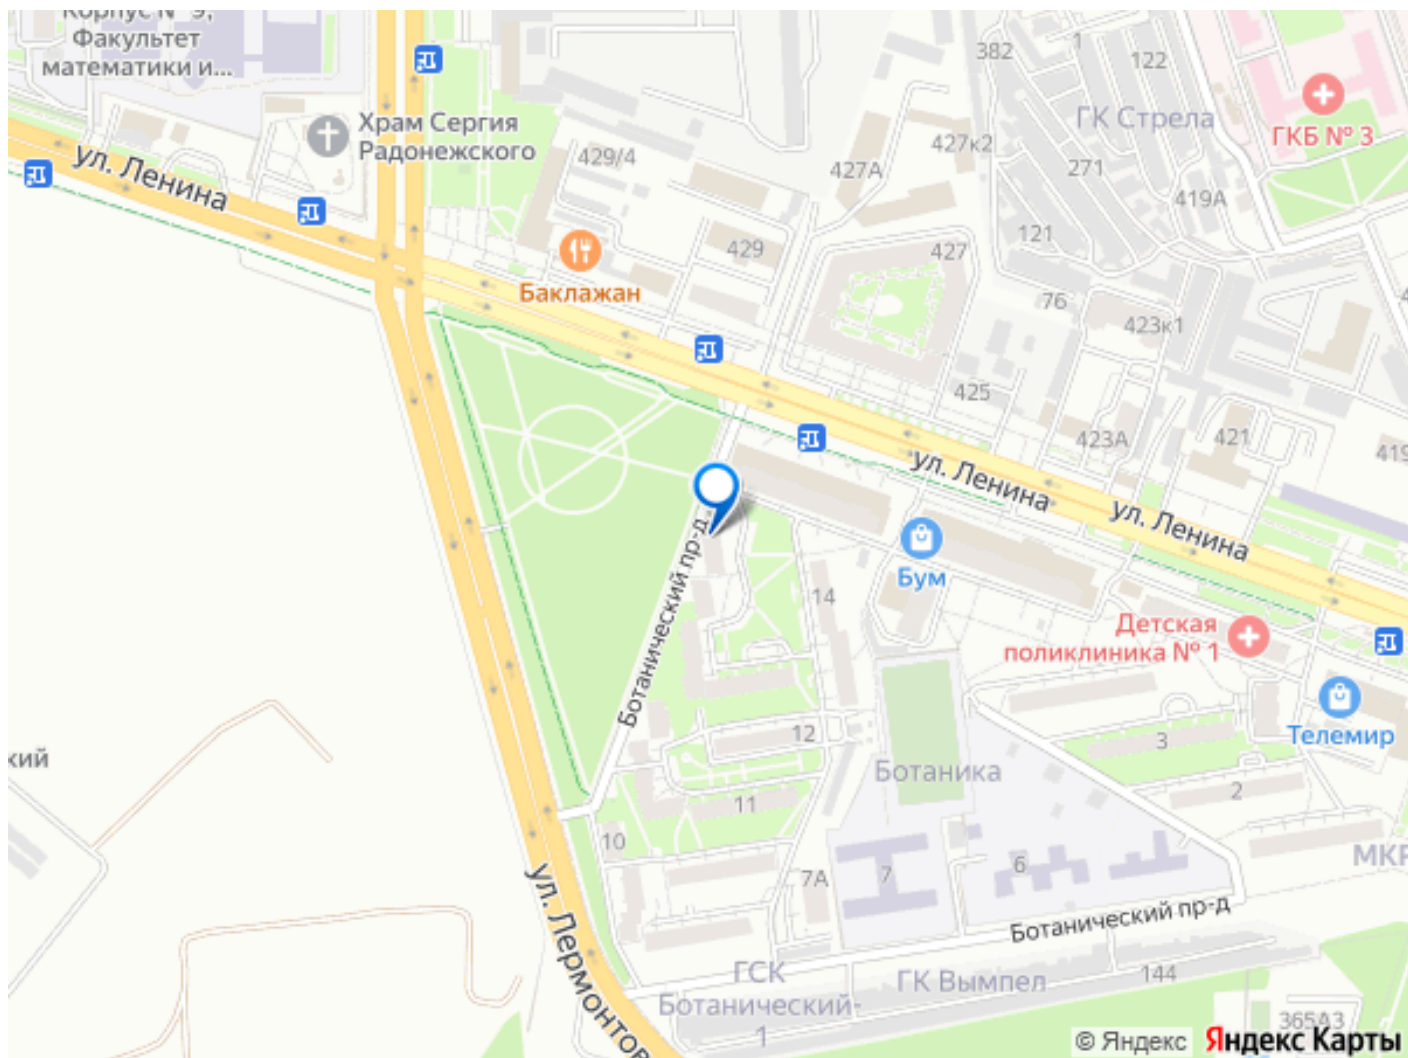 Корпус № 9,
Факультет
математики и...
382
1
122
Храм Сергия
Радонежского
ГК Стрела
ГКБ № 3
ул. Ленина
429/4
427А
427к2
271
419А
429
427
121
Баклажан
76
423к1
425
423А
421
419
ул. Ленина
ул. Ленина
Ботанический пр-д
Бум
14
Детская
поликлиника № 1
12
3
Телемир
кий
Ботаника
11
2
10
МКР
7А
7
6
ул. Лермонтов
Ботанический пр-д
ГСК
Ботанический-
1
ГК Вымпел
144
365А3
© Яндекс Яндекс Карты